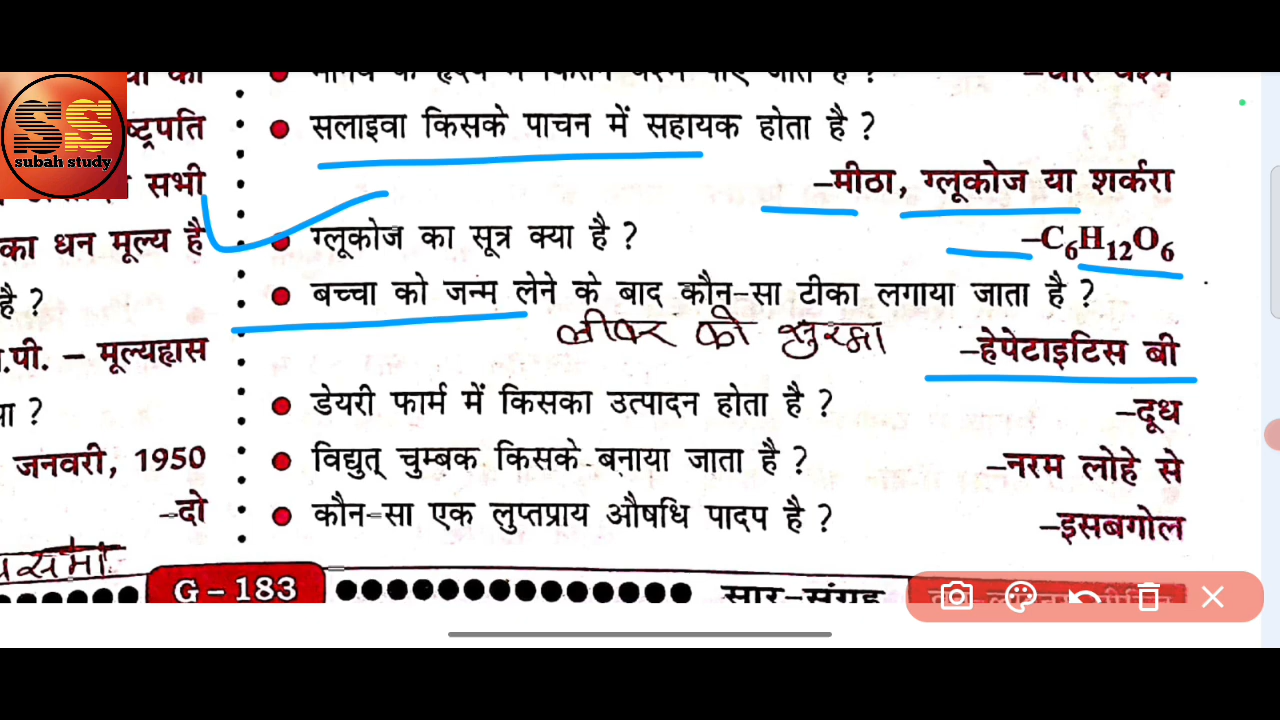 SS
subah study
ष्ट्रपति
सभी
का धन मूल्य है
है ?
.पी. – मूल्यह्रास
ा ?
जनवरी, 1950
–दो
सलाइवा किसके पाचन में सहायक होता है ?
–मीठा, ग्लूकोज या शर्करा
ग्लूकोज का सूत्र क्या है ?
–C₆H₁₂O₆
बच्चा को जन्म लेने के बाद कौन-सा टीका लगाया जाता है ?
लीवर की सुरक्षा
–हेपेटाइटिस बी
डेयरी फार्म में किसका उत्पादन होता है ?
–दूध
विद्युत् चुम्बक किसके बनाया जाता है ?
–नरम लोहे से
कौन-सा एक लुप्तप्राय औषधि पादप है ?
–इसबगोल
G – 183
सार-संग्रह